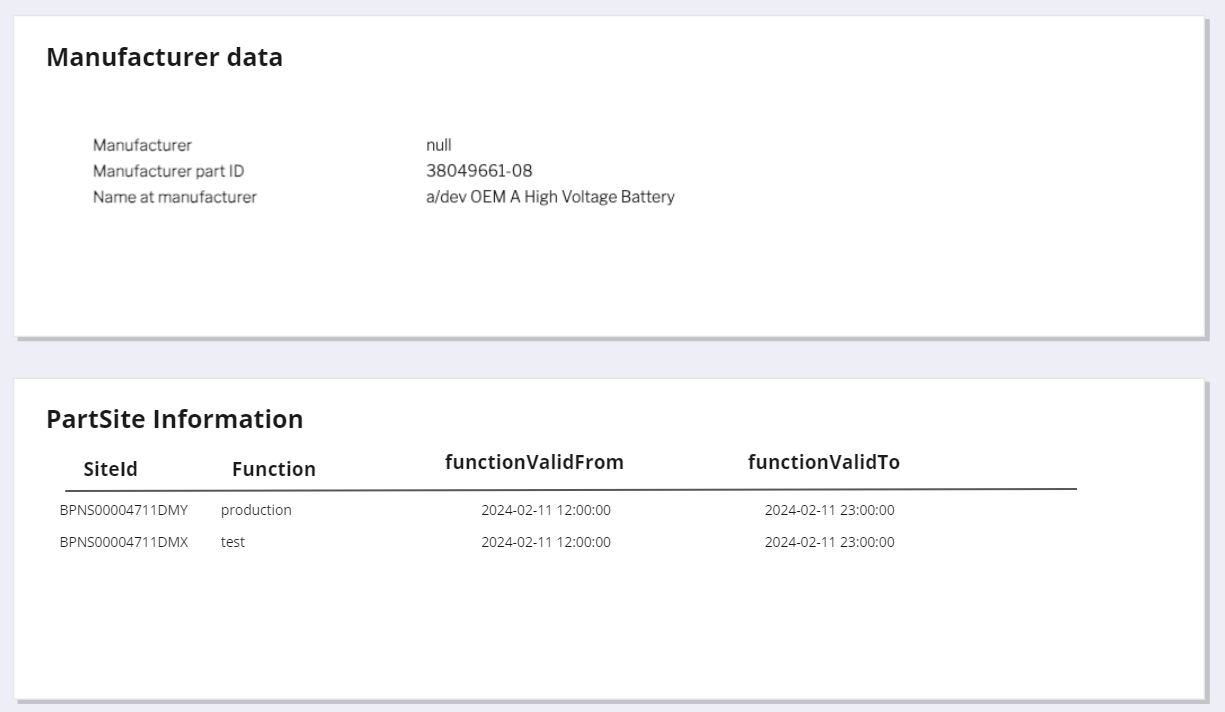 Manufacturer data
Manufacturer null
Manufacturer part ID 38049661-08
Name at manufacturer a/dev OEM A High Voltage Battery
PartSite Information
SiteId Function functionValidFrom functionValidTo
BPNS00004711DMY production 2024-02-11 12:00:00 2024-02-11 23:00:00
BPNS00004711DMX test 2024-02-11 12:00:00 2024-02-11 23:00:00